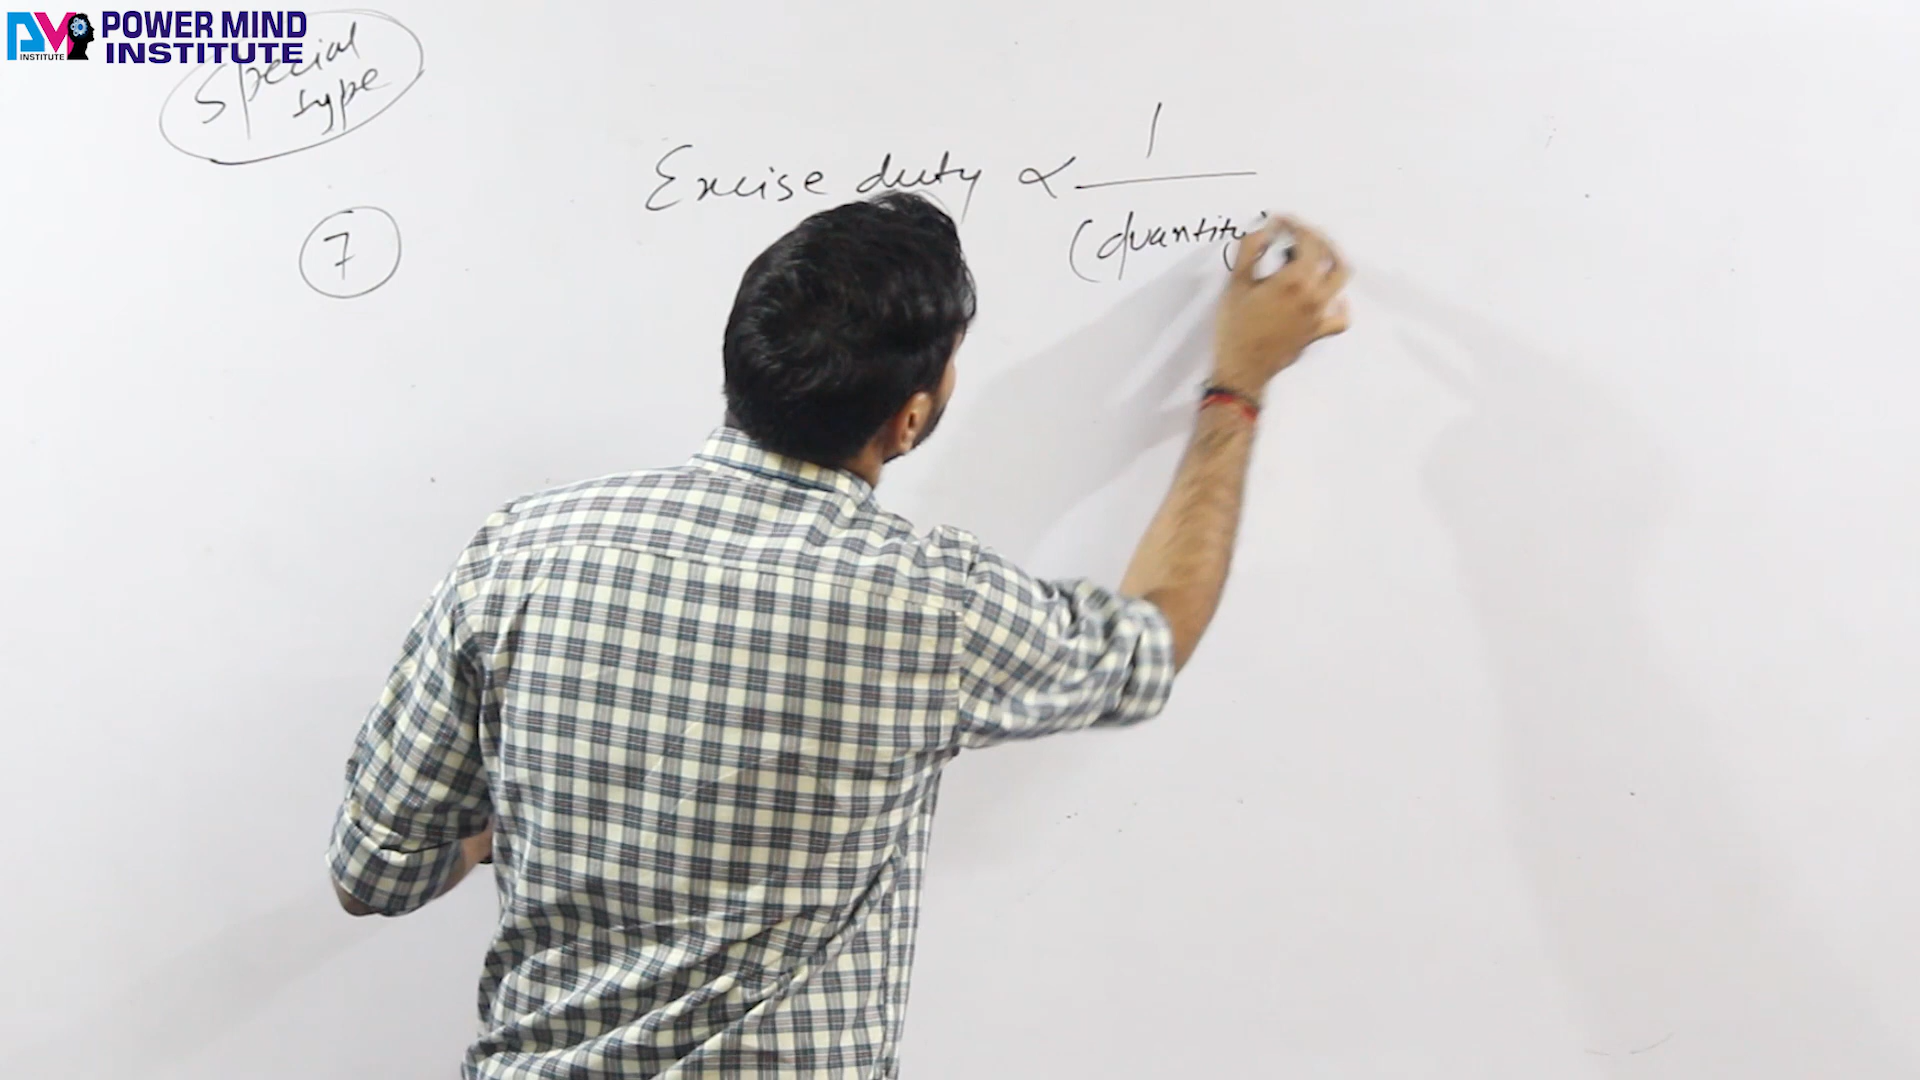 POWER MIND
INSTITUTE
INSTITUTE
Special
type
7
Excise duty ∝ 1
(quantity)